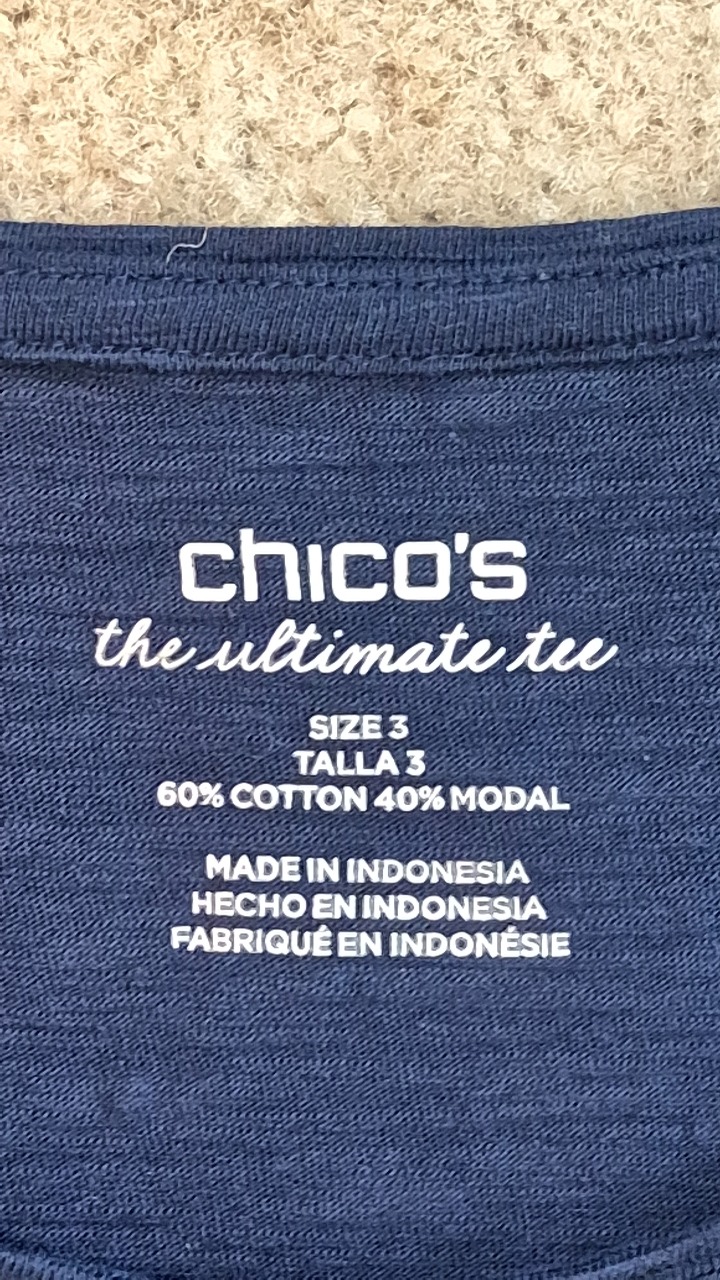 chico's
the ultimate tee
SIZE 3
TALLA 3
60% COTTON 40% MODAL
MADE IN INDONESIA
HECHO EN INDONESIA
FABRIQUÉ EN INDONÉSIE